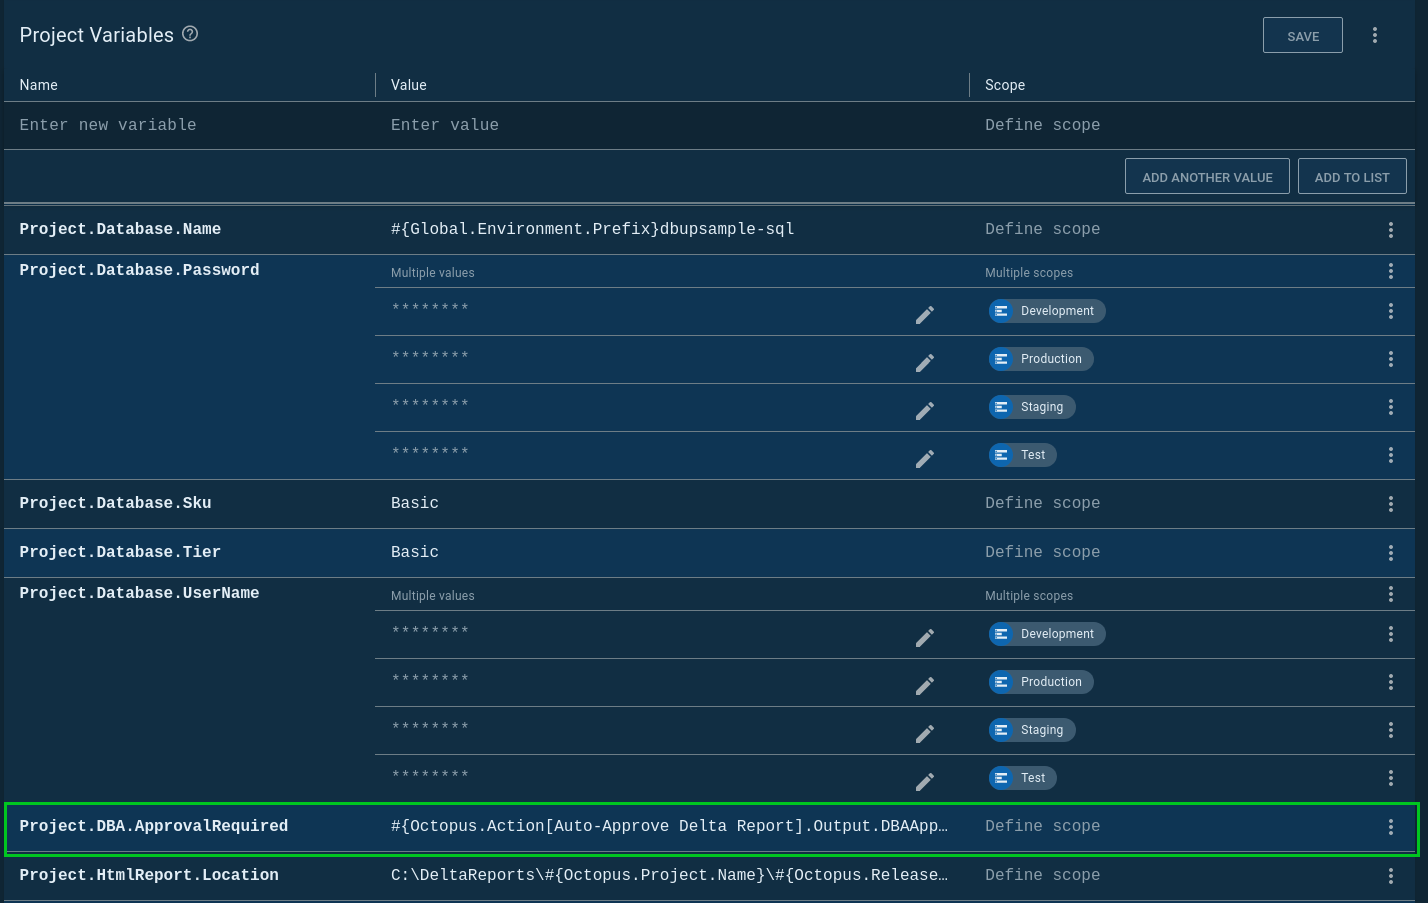 Project Variables
SAVE
Name Value Scope
Enter new variable Enter value Define scope
ADD ANOTHER VALUE ADD TO LIST
Project.Database.Name #{Global.Environment.Prefix}dbupsample-sql Define scope
Project.Database.Password Multiple values Multiple scopes
******** Development
******** Production
******** Staging
******** Test
Project.Database.Sku Basic Define scope
Project.Database.Tier Basic Define scope
Project.Database.UserName Multiple values Multiple scopes
******** Development
******** Production
******** Staging
******** Test
Project.DBA.ApprovalRequired #{Octopus.Action[Auto-Approve Delta Report].Output.DBAApp… Define scope
Project.HtmlReport.Location C:\DeltaReports\#{Octopus.Project.Name}\#{Octopus.Release… Define scope